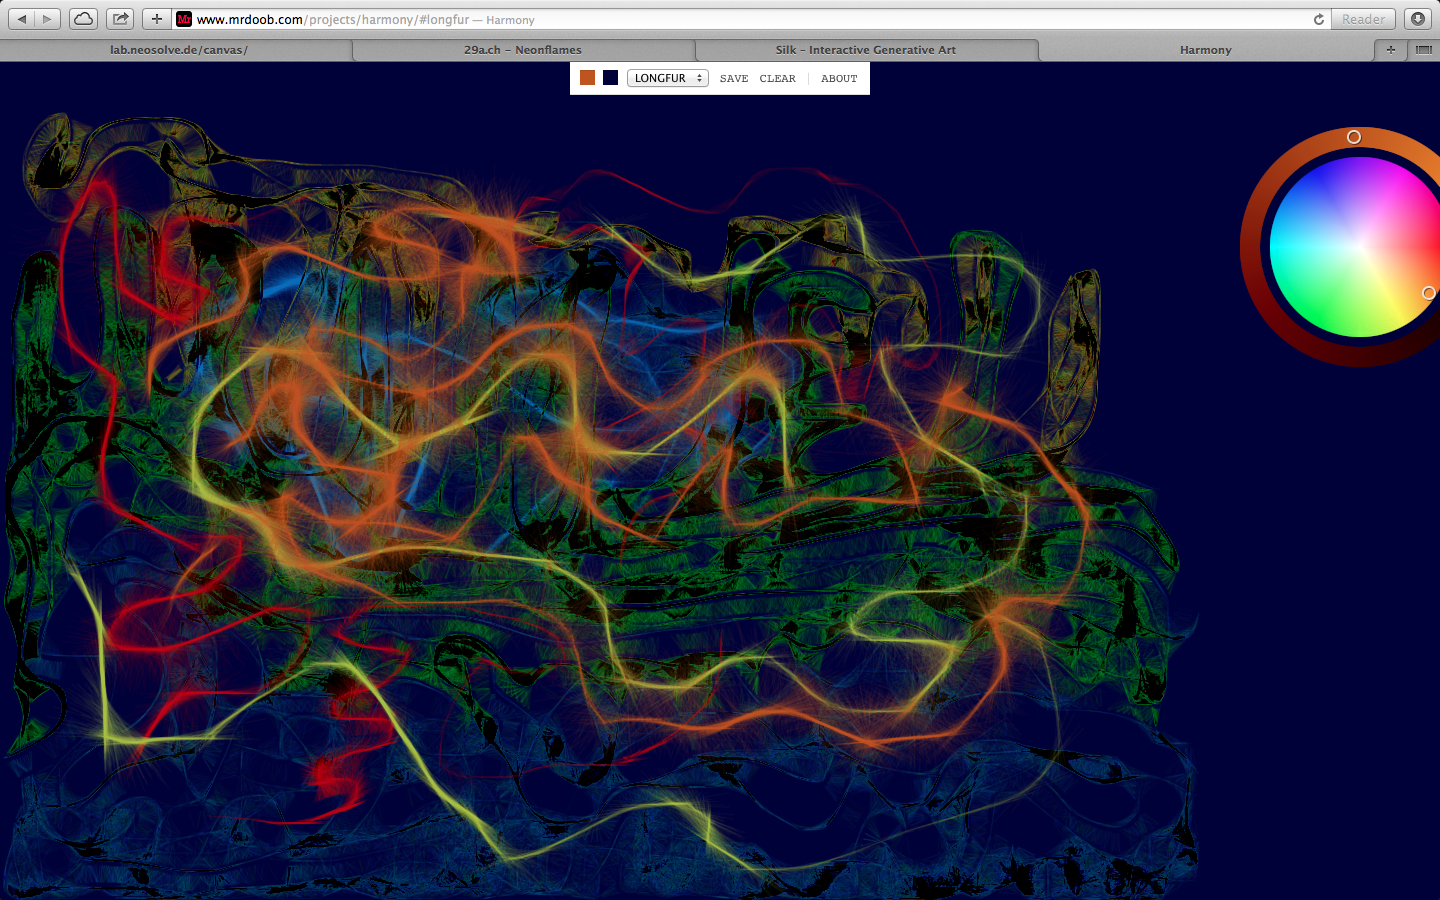 Mr www.mrdoob.com/projects/harmony/#longfur — Harmony Reader
lab.neosolve.de/canvas/ 29a.ch – Neonflames Silk – Interactive Generative Art Harmony
LONGFUR SAVE CLEAR | ABOUT